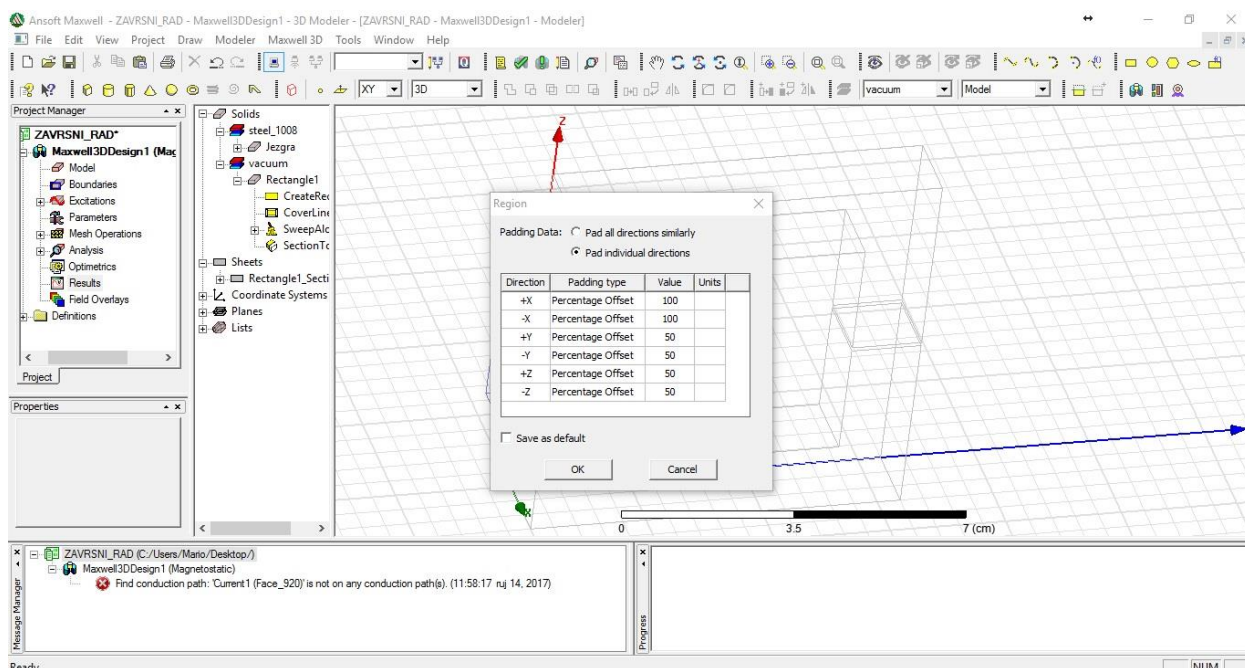 Ansoft Maxwell - ZAVRSNI_RAD - Maxwell3DDesign1 - 3D Modeler - [ZAVRSNI_RAD - Maxwell3DDesign1 - Modeler]
File Edit View Project Draw Modeler Maxwell 3D Tools Window Help
XY 3D vacuum Model
Project Manager
ZAVRSNI_RAD*
Maxwell3DDesign1 (Mag
Model
Boundaries
Excitations
Parameters
Mesh Operations
Analysis
Optimetrics
Results
Field Overlays
Definitions
Project
Properties
Solids
steel_1008
Jezgra
vacuum
Rectangle1
CreateRec
CoverLine
SweepAlo
SectionTo
Sheets
Rectangle1_Secti
Coordinate Systems
Planes
Lists
Z
Region
Padding Data: Pad all directions similarly
Pad individual directions
Direction Padding type Value Units
+X Percentage Offset 100
-X Percentage Offset 100
+Y Percentage Offset 50
-Y Percentage Offset 50
+Z Percentage Offset 50
-Z Percentage Offset 50
Save as default
OK Cancel
X
0 3.5 7 (cm)
Message Manager
ZAVRSNI_RAD (C:/Users/Mario/Desktop/)
Maxwell3DDesign1 (Magnetostatic)
Find conduction path: 'Current1 (Face_920)' is not on any conduction path(s). (11:58:17 ruj 14, 2017)
Progress
Ready
NUM